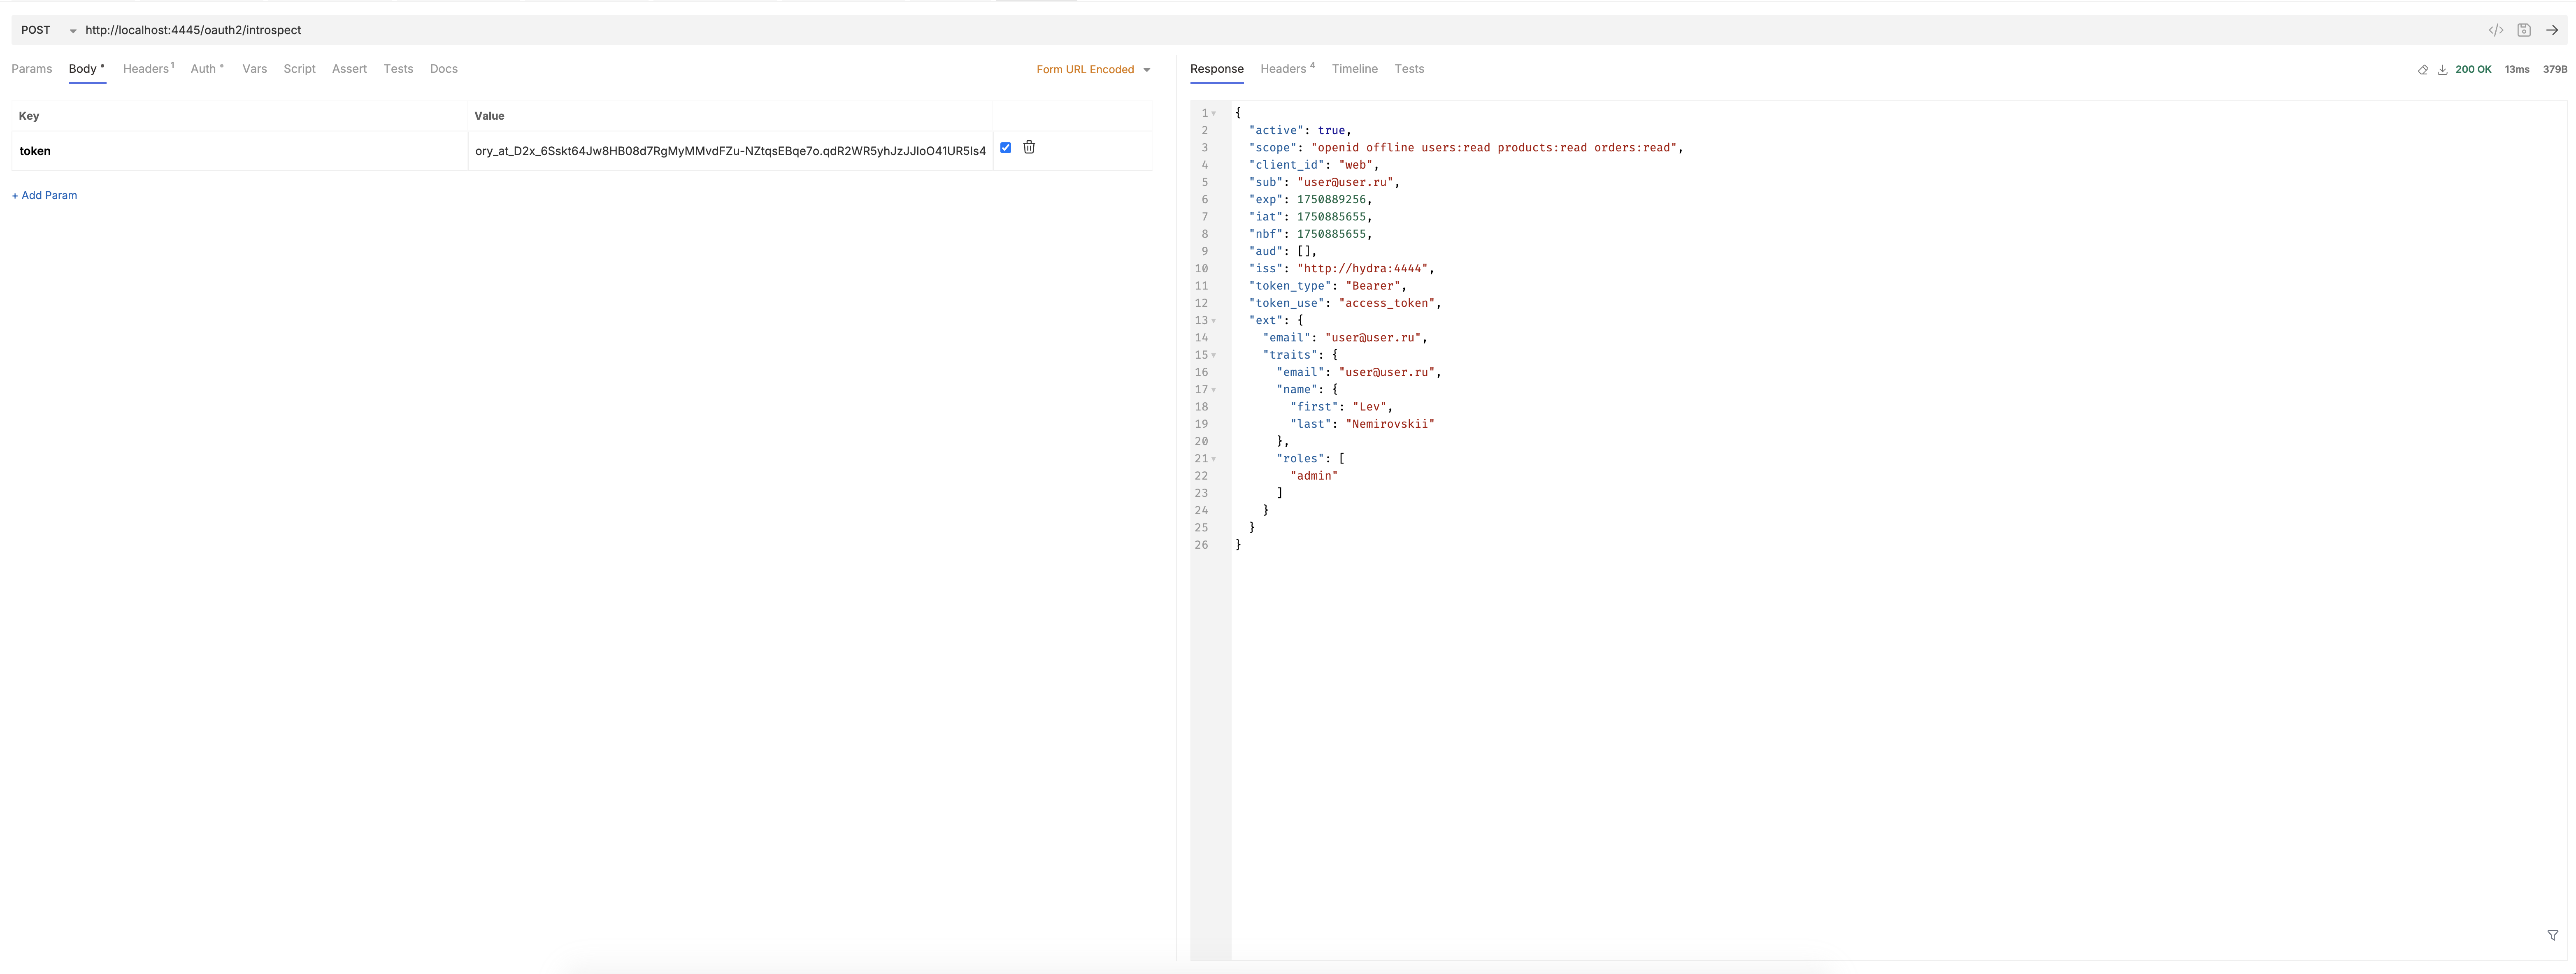 POST http://localhost:4445/oauth2/introspect
Params Body * Headers 1 Auth * Vars Script Assert Tests Docs Form URL Encoded
Key Value
token ory_at_D2x_6Sskt64Jw8HB08d7RgMyMMvdFZu-NZtqsEBqe7o.qdR2WR5yhJzJJloO41UR5Is4
+ Add Param
Response Headers 4 Timeline Tests 200 OK 13ms 379B
1 {
2 "active": true,
3 "scope": "openid offline users:read products:read orders:read",
4 "client_id": "web",
5 "sub": "user@user.ru",
6 "exp": 1750889256,
7 "iat": 1750885655,
8 "nbf": 1750885655,
9 "aud": [],
10 "iss": "http://hydra:4444",
11 "token_type": "Bearer",
12 "token_use": "access_token",
13 "ext": {
14 "email": "user@user.ru",
15 "traits": {
16 "email": "user@user.ru",
17 "name": {
18 "first": "Lev",
19 "last": "Nemirovskii"
20 },
21 "roles": [
22 "admin"
23 ]
24 }
25 }
26 }